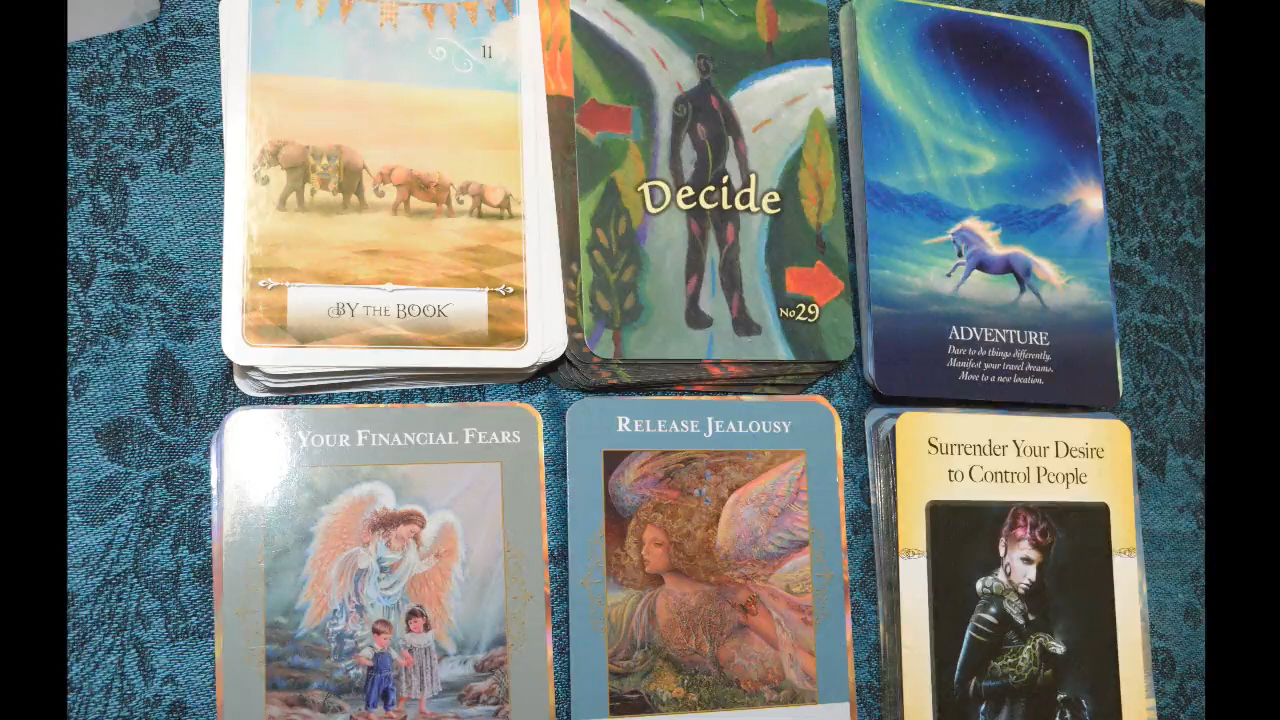 11
BY THE BOOK
Decide
No29
ADVENTURE
Dare to do things differently.
Manifest your travel dreams.
Move to a new location.
YOUR FINANCIAL FEARS
RELEASE JEALOUSY
Surrender Your Desire
to Control People